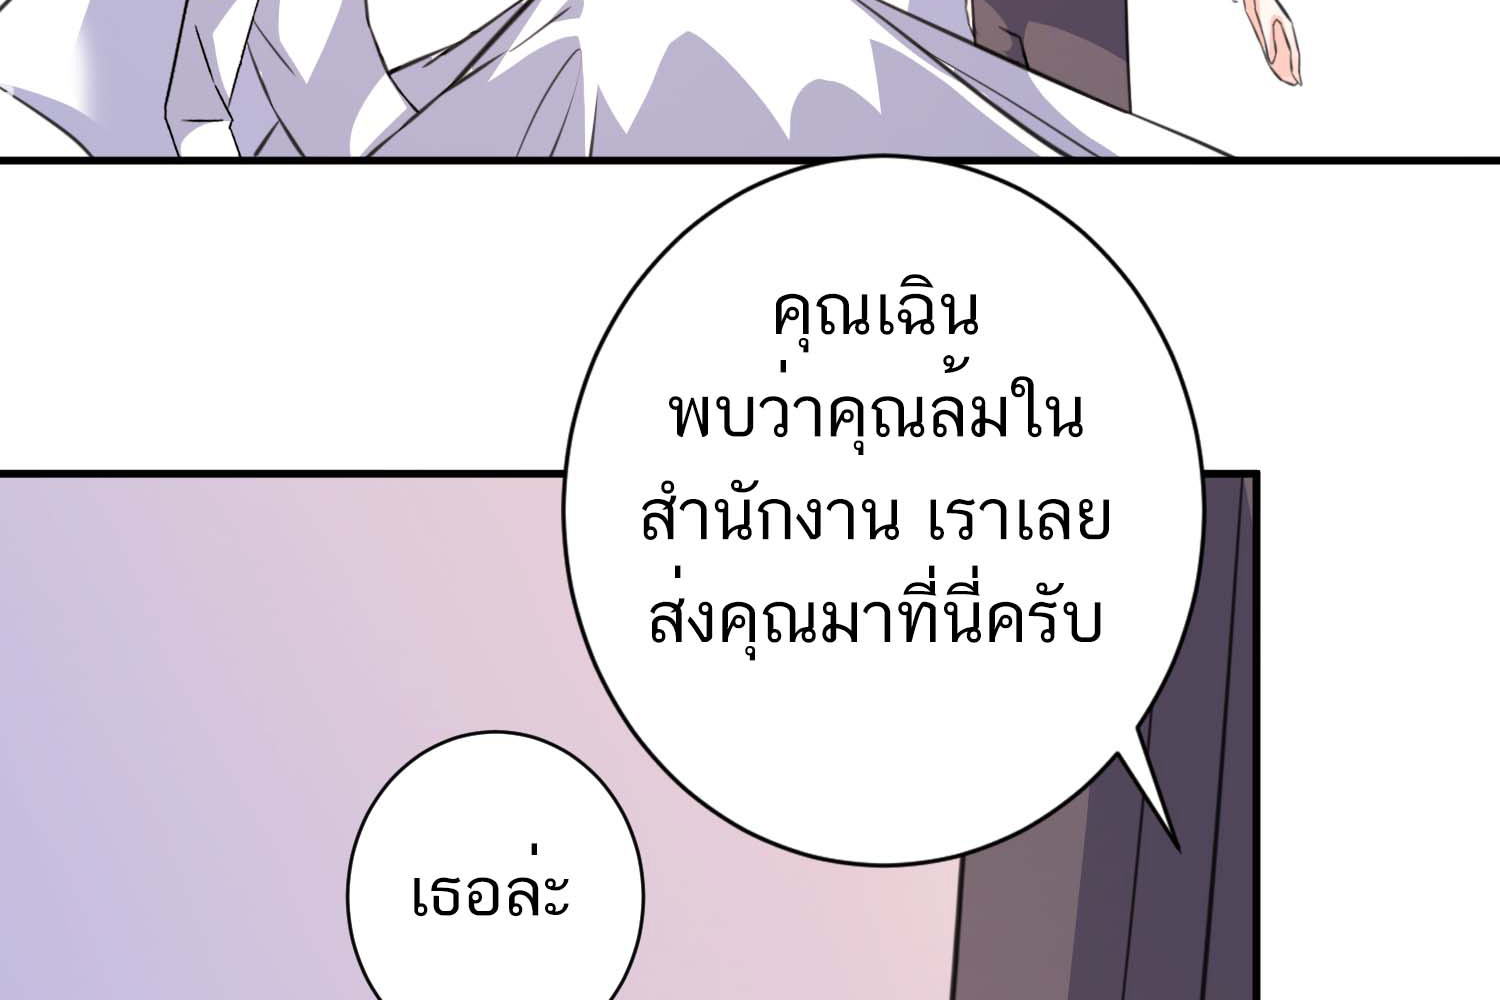 คุณเฉิน
พบว่าคุณล้มใน
สำนักงาน เราเลย
ส่งคุณมาที่นี่ครับ
เธอล่ะ